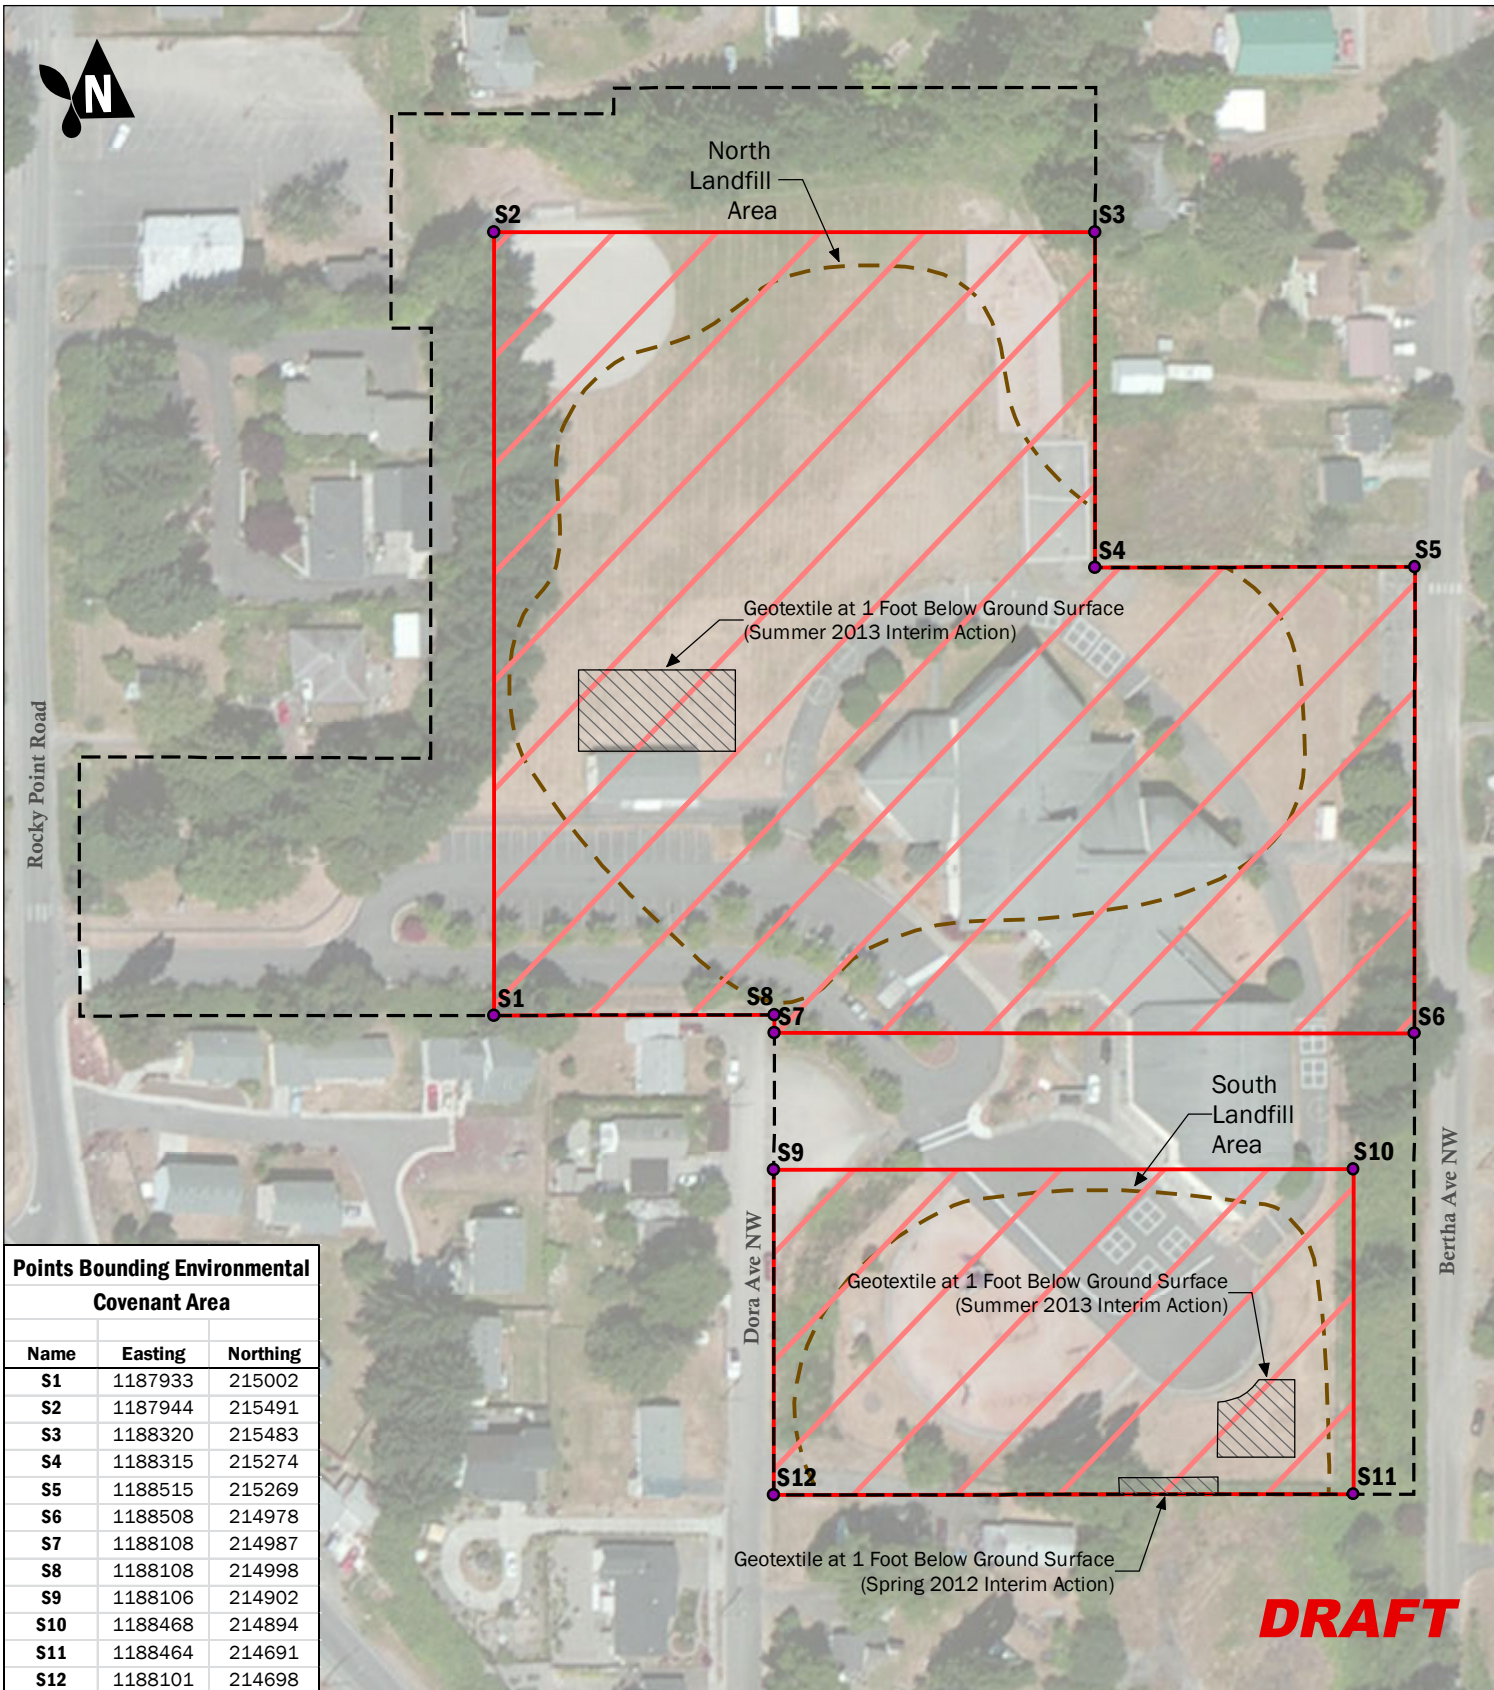 N
North
Landfill
Area
S2
S3
S4
S5
Geotextile at 1 Foot Below Ground Surface
(Summer 2013 Interim Action)
Rocky Point Road
S1
S8
S7
S6
South
Landfill
Area
S9
S10
Bertha Ave NW
Dora Ave NW
Geotextile at 1 Foot Below Ground Surface
(Summer 2013 Interim Action)
S12
S11
Geotextile at 1 Foot Below Ground Surface
(Spring 2012 Interim Action)
DRAFT
Points Bounding Environmental
Covenant Area
Name Easting Northing
S1 1187933 215002
S2 1187944 215491
S3 1188320 215483
S4 1188315 215274
S5 1188515 215269
S6 1188508 214978
S7 1188108 214987
S8 1188108 214998
S9 1188106 214902
S10 1188468 214894
S11 1188464 214691
S12 1188101 214698